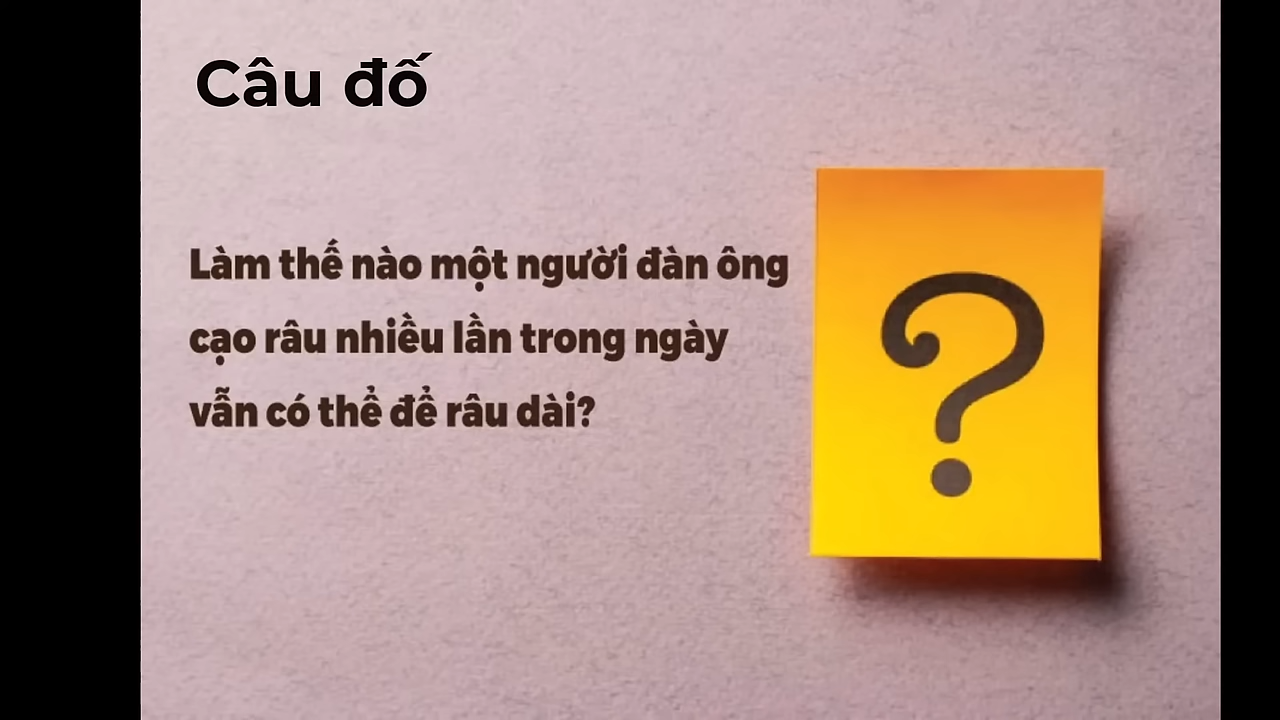 Câu đố
Làm thế nào một người đàn ông
cạo râu nhiều lần trong ngày
vẫn có thể để râu dài?
?